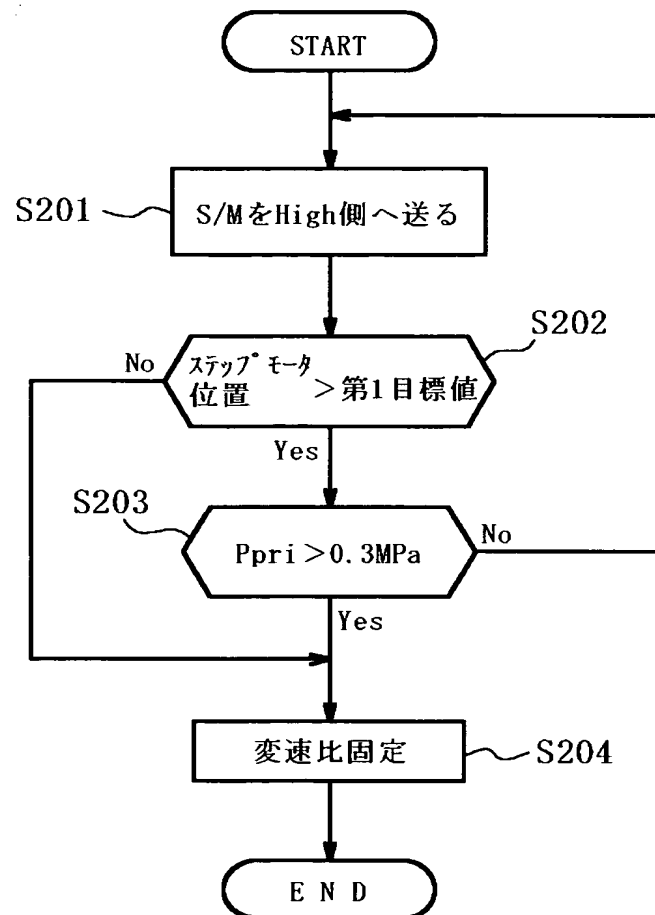 START
S201
S/MをHigh側へ送る
S202
No
ステップモータ
位置 >第1目標値
Yes
S203
Ppri>0.3MPa
No
Yes
変速比固定
S204
END